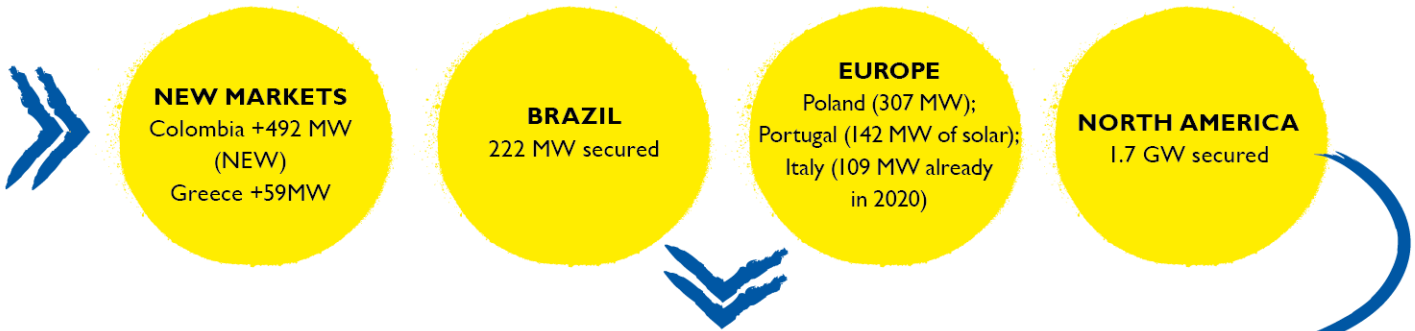 NEW MARKETS
Colombia +492 MW
(NEW)
Greece +59MW
BRAZIL
222 MW secured
EUROPE
Poland (307 MW);
Portugal (142 MW of solar);
Italy (109 MW already
in 2020)
NORTH AMERICA
1.7 GW secured